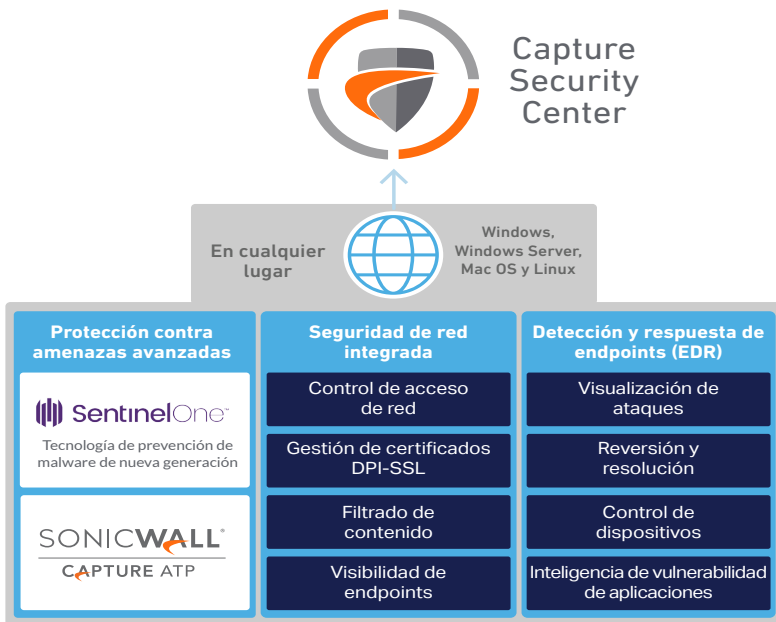 Capture
Security
Center
En cualquier
lugar
Windows,
Windows Server,
Mac OS y Linux
Protección contra
amenazas avanzadas
SentinelOne™
Tecnología de prevención de
malware de nueva generación
SONICWALL®
CAPTURE ATP
Seguridad de red
integrada
Control de acceso
de red
Gestión de certificados
DPI-SSL
Filtrado de
contenido
Visibilidad de
endpoints
Detección y respuesta de
endpoints (EDR)
Visualización de
ataques
Reversión y
resolución
Control de
dispositivos
Inteligencia de vulnerabilidad
de aplicaciones